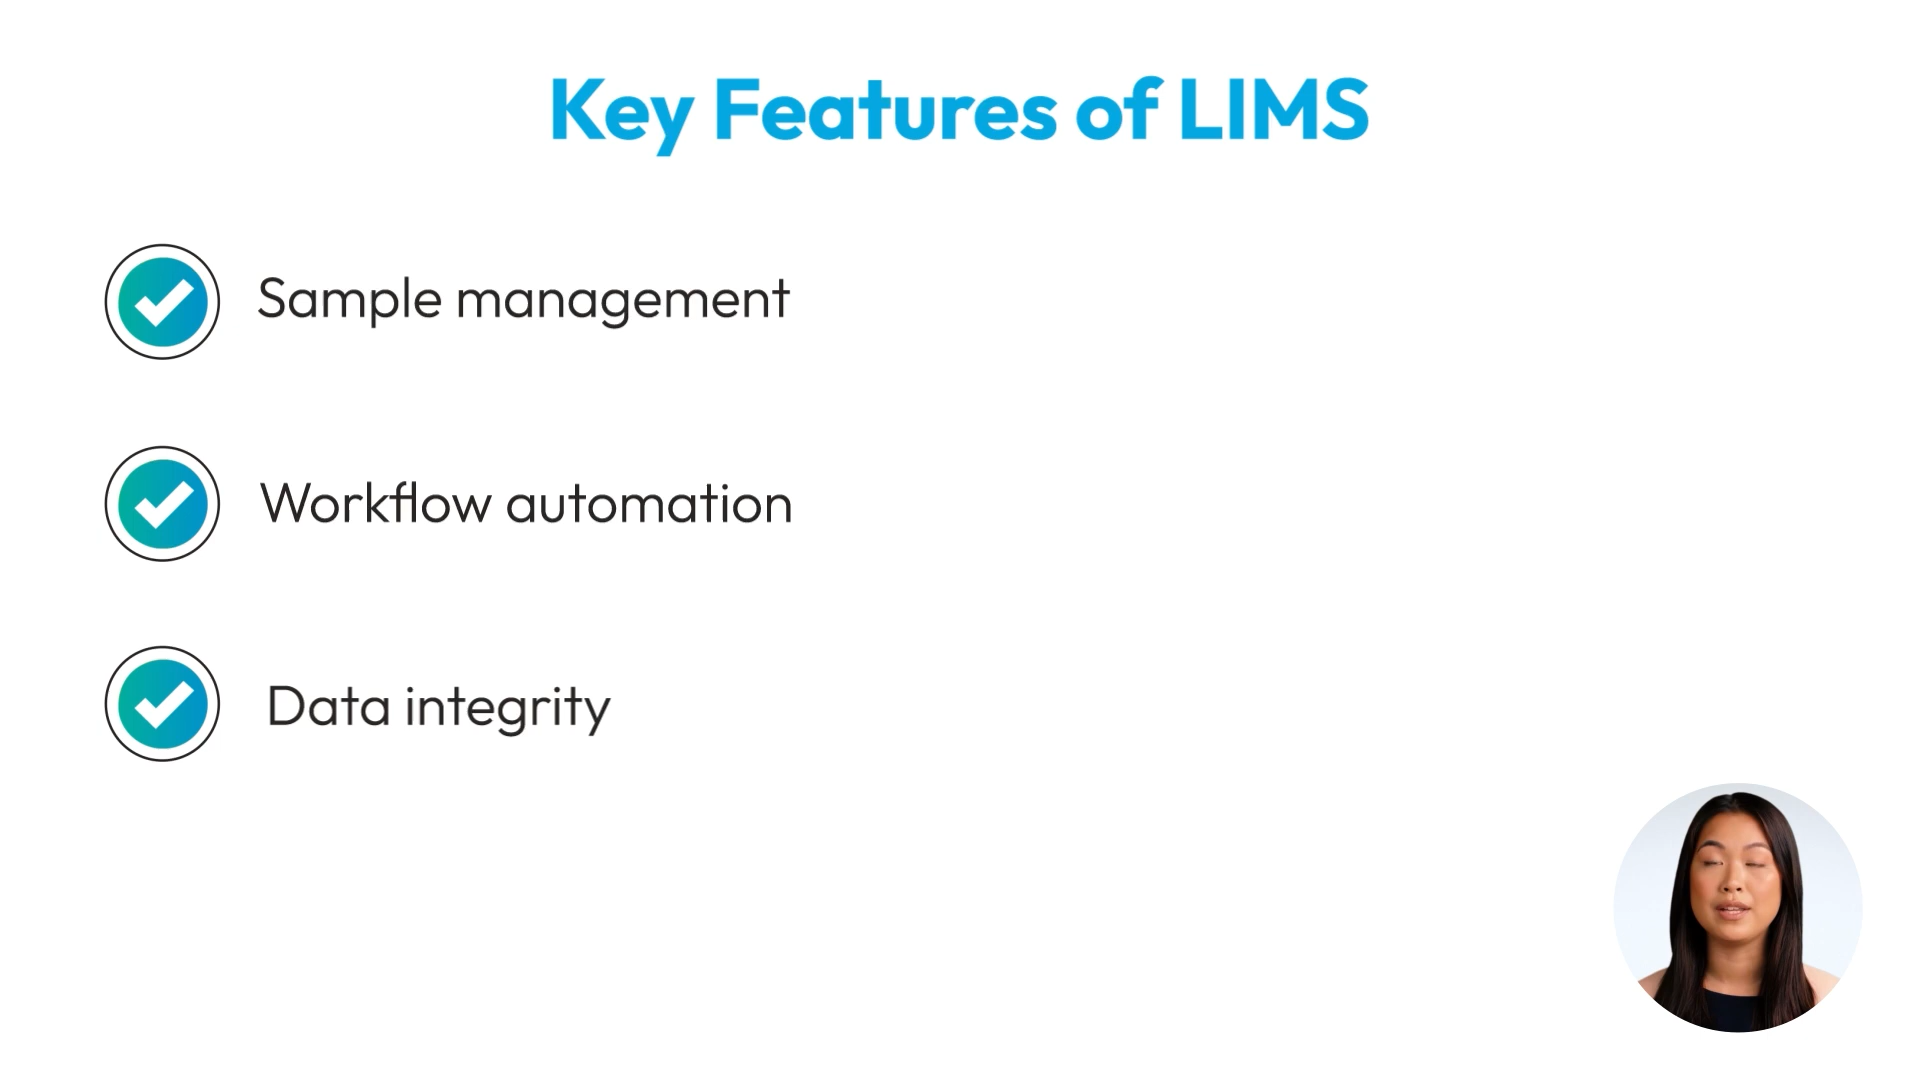 Key Features of LIMS
Sample management
Workflow automation
Data integrity